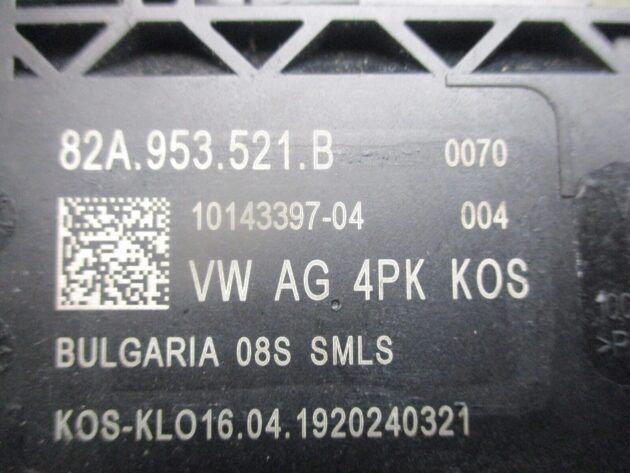 82A.953.521.B 0070
10143397-04 004
VW AG 4PK KOS
BULGARIA 08S SMLS
KOS-KLO16.04.1920240321